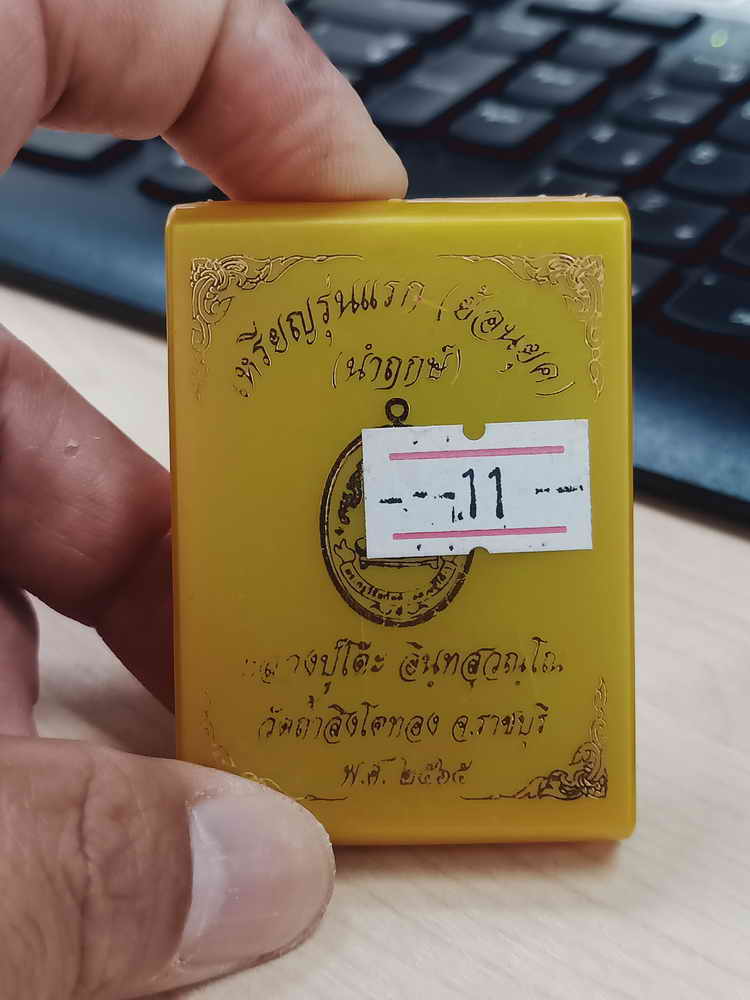 เหรียญรุ่นแรก (ย้อนยุค)
(นำฤกษ์)
11
หลวงปู่โต๊ะ อินฺทสุวณฺโณ
วัดถ้ำสิงโตทอง จ.ราชบุรี
พ.ศ. ๒๕๖๕